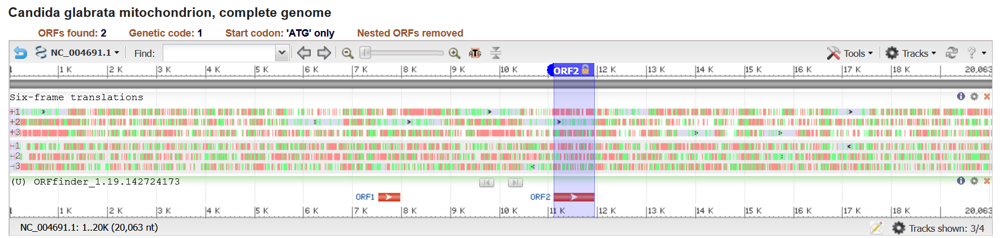 Candida glabrata mitochondrion, complete genome
ORFs found: 2 Genetic code: 1 Start codon: 'ATG' only Nested ORFs removed
NC_004691.1 Find: ATG Tools Tracks ?
1 K 2 K 3 K 4 K 5 K 6 K 7 K 8 K 9 K 10 K ORF2 12 K 13 K 14 K 15 K 16 K 17 K 18 K 20,063
Six-frame translations
+1
+2
+3
-1
-2
-3
(U) ORFfinder_1.19.142724173
ORF1 ORF2
1 K 2 K 3 K 4 K 5 K 6 K 7 K 8 K 9 K 10 K 11 K 12 K 13 K 14 K 15 K 16 K 17 K 18 K 20,063
NC_004691.1: 1..20K (20,063 nt) Tracks shown: 3/4